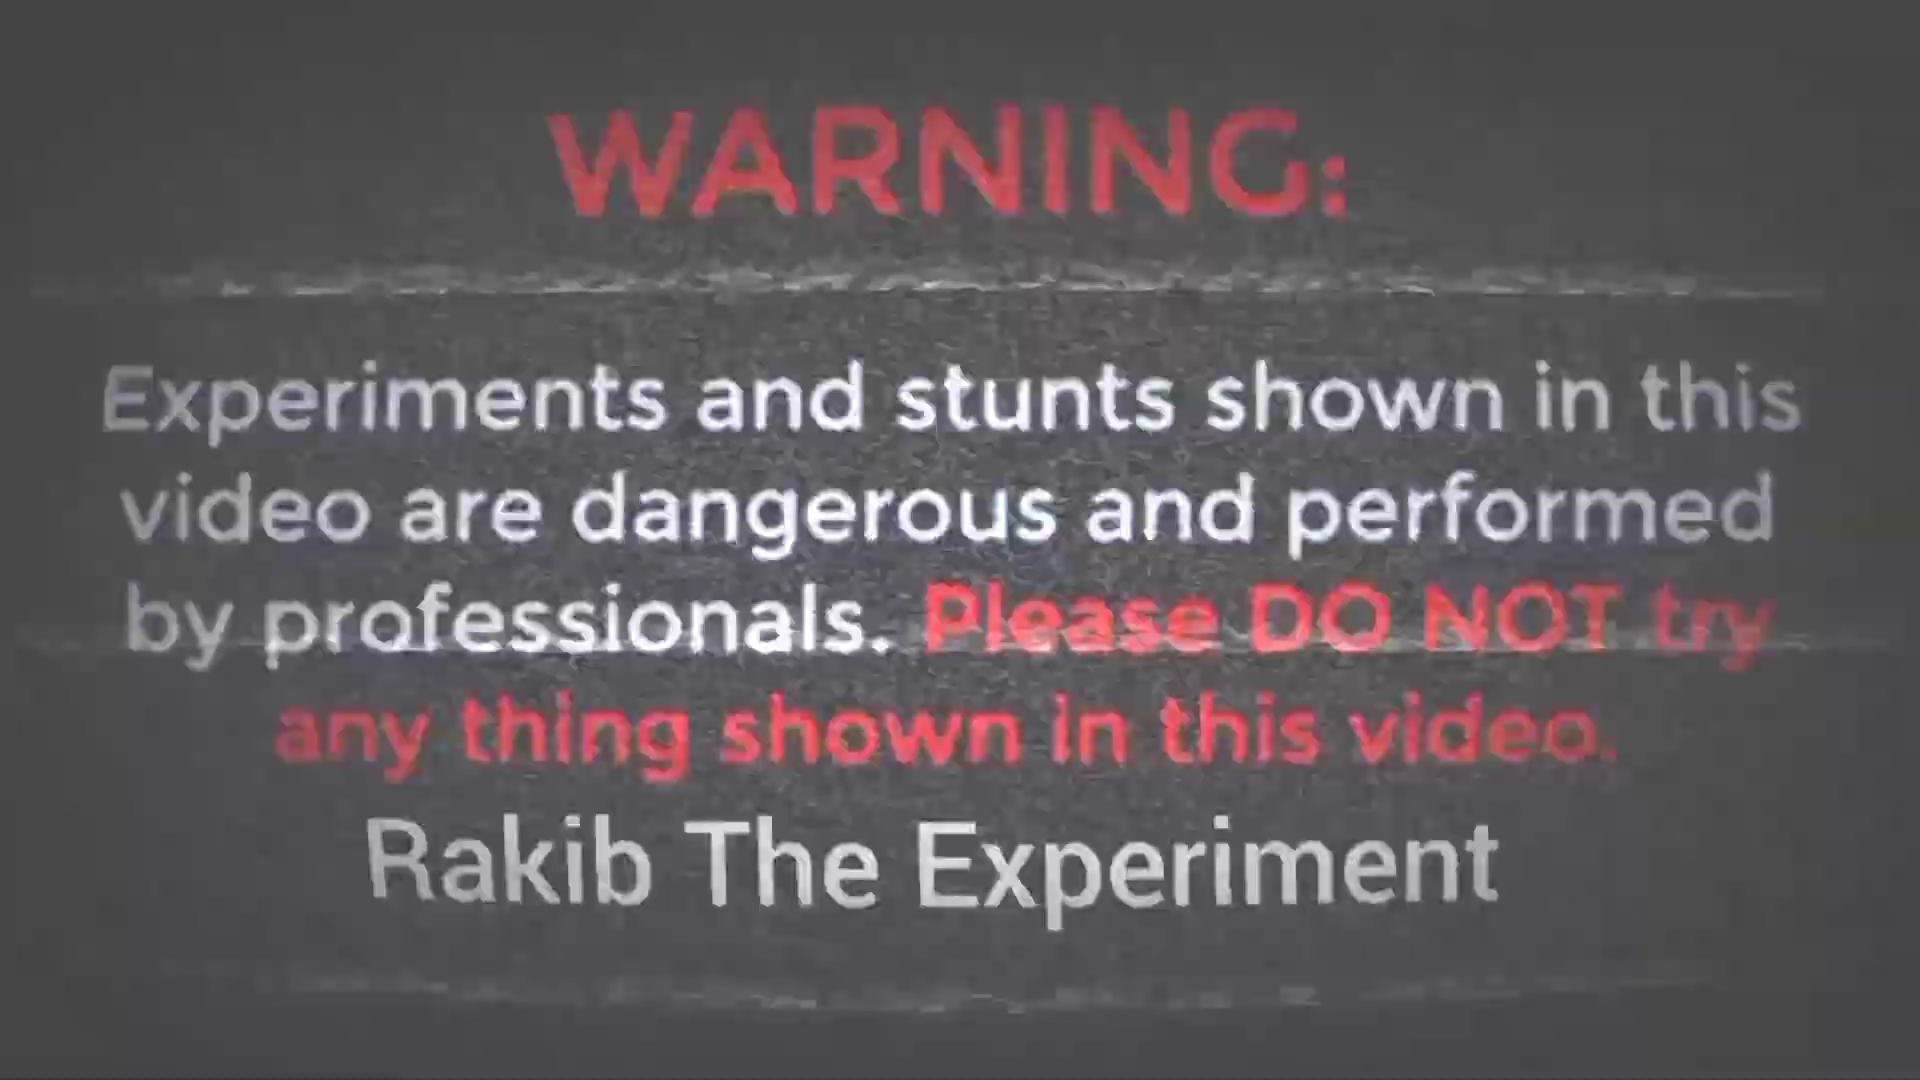 WARNING:
Experiments and stunts shown in this
video are dangerous and performed
by professionals. Please DO NOT try
any thing shown in this video.
Rakib The Experiment